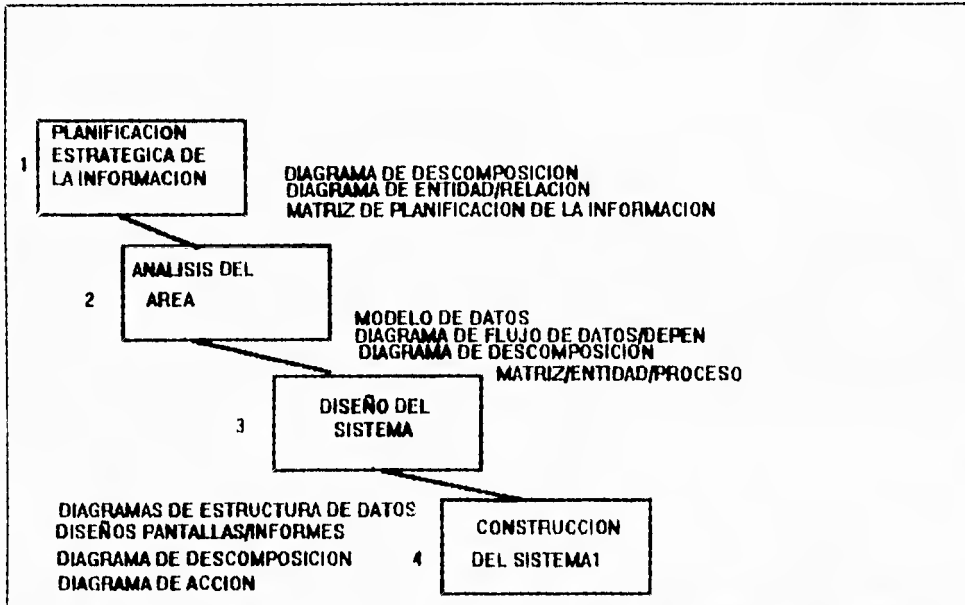 PLANIFICACION
1 ESTRATEGICA DE
LA INFORMACION
DIAGRAMA DE DESCOMPOSICION
DIAGRAMA DE ENTIDAD/RELACION
MATRIZ DE PLANIFICACION DE LA INFORMACION
ANALISIS DEL
2 AREA
MODELO DE DATOS
DIAGRAMA DE FLUJO DE DATOS/DEPEN
DIAGRAMA DE DESCOMPOSICION
MATRIZ/ENTIDAD/PROCESO
DISEÑO DEL
3 SISTEMA
DIAGRAMAS DE ESTRUCTURA DE DATOS
DISEÑOS PANTALLAS/INFORMES
DIAGRAMA DE DESCOMPOSICION
DIAGRAMA DE ACCION
CONSTRUCCION
4 DEL SISTEMA1